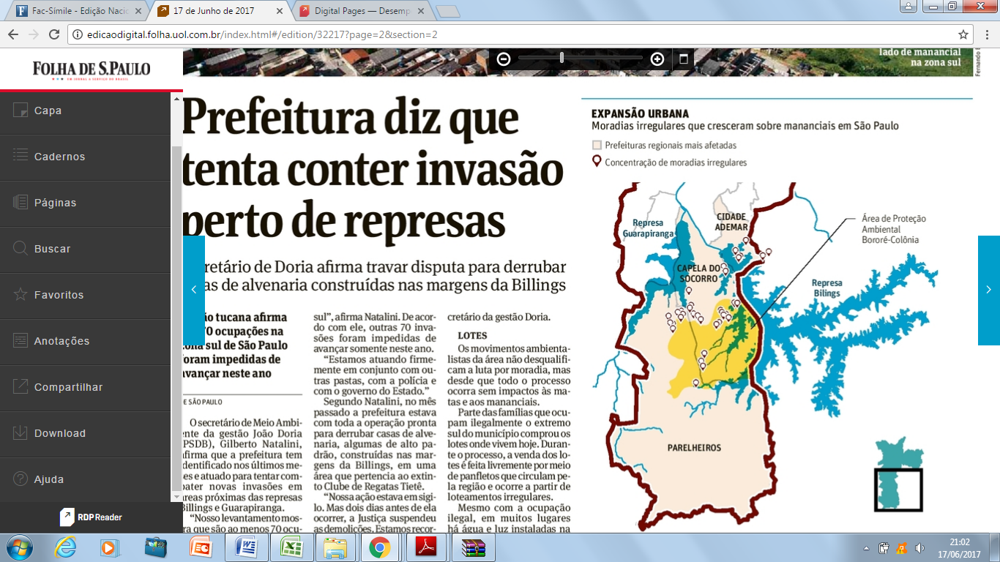 Fac-Símile - Edição Naci
17 de Junho de 2017
Digital Pages — Desemp
edicaodigital.folha.uol.com.br/index.html#/edition/32217?page=2&section=2
FOLHA DE S.PAULO
UM JORNAL A SERVIÇO DO BRASIL
Capa
Cadernos
Páginas
Buscar
Favoritos
Anotações
Compartilhar
Download
Ajuda
RDP Reader
lado de manancial
na zona sul
Fernando
Prefeitura diz que
tenta conter invasão
perto de represas
retário de Doria afirma travar disputa para derrubar
as de alvenaria construídas nas margens da Billings
ão tucana afirma
70 ocupações na
zona sul de São Paulo
foram impedidas de
avançar neste ano
DE SÃO PAULO
O secretário de Meio Ambi-
ente da gestão João Doria
(PSDB), Gilberto Natalini,
afirma que a prefeitura tem
identificado nos últimos me-
es e atuado para tentar com-
bater novas invasões em
áreas próximas das represas
Billings e Guarapiranga.
“Nosso levantamento mos-
ra que são ao menos 70 ocu-
sul”, afirma Natalini. De acor-
do com ele, outras 70 inva-
sões foram impedidas de
avançar somente neste ano.
“Estamos atuando firme-
mente em conjunto com ou-
tras pastas, com a polícia e
com o governo do Estado.”
Segundo Natalini, no mês
passado a prefeitura estava
com toda a operação pronta
para derrubar casas de alve-
naria, algumas de alto pa-
drão, construídas nas mar-
gens da Billings, em uma
área que pertencia ao extin-
to Clube de Regatas Tietê.
“Nossa ação estava em sigi-
lo. Mas dois dias antes de ela
ocorrer, a Justiça suspendeu
as demolições. Estamos recor-
cretário da gestão Doria.
LOTES
Os movimentos ambienta-
listas da área não desqualifi-
cam a luta por moradia, mas
desde que todo o processo
ocorra sem impactos às ma-
tas e aos mananciais.
Parte das famílias que ocu-
pam ilegalmente o extremo
sul do município comprou os
lotes onde vivem hoje. Duran-
te o processo, a venda dos lo-
tes é feita livremente por meio
de panfletos que circulam pe-
la região e ocorre a partir de
loteamentos irregulares.
Mesmo com a ocupação
ilegal, em muitos lugares
há água e luz instaladas na
EXPANSÃO URBANA
Moradias irregulares que cresceram sobre mananciais em São Paulo
Prefeituras regionais mais afetadas
Concentração de moradias irregulares
Represa
Guarapiranga
CIDADE
ADEMAR
Área de Proteção
Ambiental
Bororé-Colônia
CAPELA DO
SOCORRO
Represa
Bilings
PARELHEIROS
21:02
17/06/2017